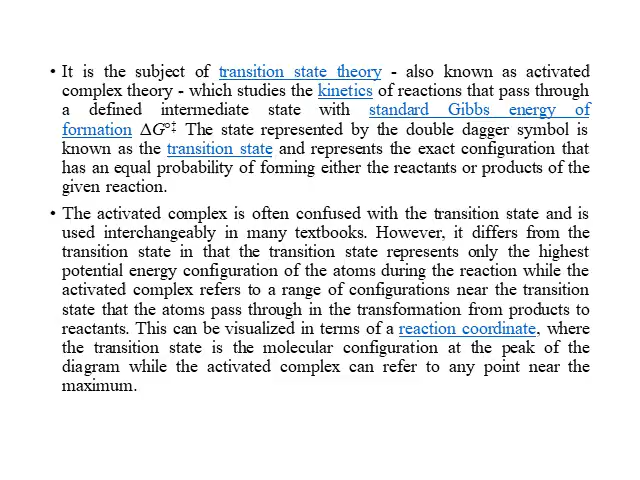 • It is the subject of transition state theory - also known as activated
complex theory - which studies the kinetics of reactions that pass through
a defined intermediate state with standard Gibbs energy of
formation ΔG°‡ The state represented by the double dagger symbol is
known as the transition state and represents the exact configuration that
has an equal probability of forming either the reactants or products of the
given reaction.
• The activated complex is often confused with the transition state and is
used interchangeably in many textbooks. However, it differs from the
transition state in that the transition state represents only the highest
potential energy configuration of the atoms during the reaction while the
activated complex refers to a range of configurations near the transition
state that the atoms pass through in the transformation from products to
reactants. This can be visualized in terms of a reaction coordinate, where
the transition state is the molecular configuration at the peak of the
diagram while the activated complex can refer to any point near the
maximum.